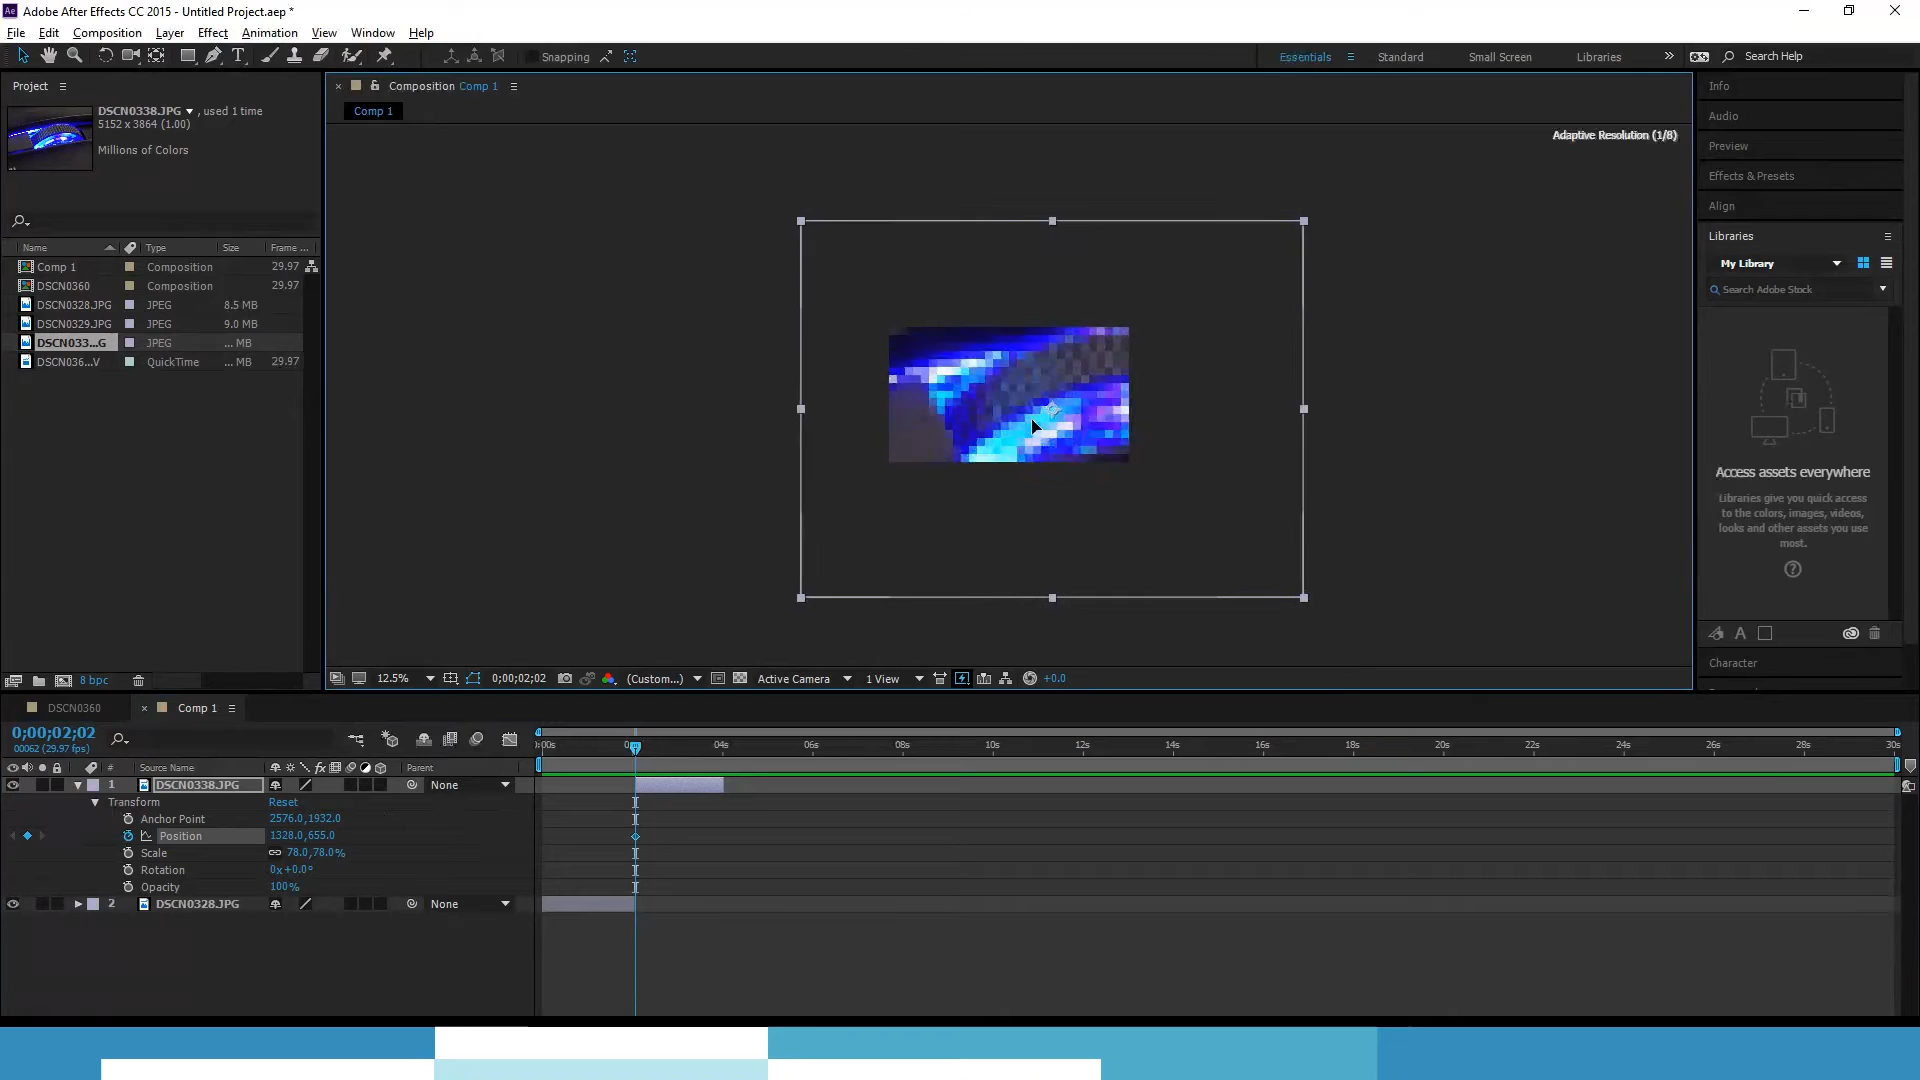 Ae Adobe After Effects CC 2015 - Untitled Project.aep *
File Edit Composition Layer Effect Animation View Window Help
T Snapping Essentials Standard Small Screen Libraries Search Help
Project
DSCN0338.JPG , used 1 time
5152 x 3864 (1.00)
Millions of Colors
Name Type Size Frame ...
Comp 1 Composition 29.97
DSCN0360 Composition 29.97
DSCN0328.JPG JPEG 8.5 MB
DSCN0329.JPG JPEG 9.0 MB
DSCN033...G JPEG ... MB
DSCN036...V QuickTime ... MB 29.97
8 bpc
× Composition Comp 1
Comp 1
Adaptive Resolution (1/8)
12.5% 0;00;02;02 (Custom...) Active Camera 1 View +0.0
Info
Audio
Preview
Effects & Presets
Align
Libraries
My Library
Search Adobe Stock
Access assets everywhere
Libraries give you quick access
to the colors, images, videos,
looks and other assets you use
most.
?
A
Character
DSCN0360 × Comp 1
0;00;02;02
00062 (29.97 fps)
:00s 04s 06s 08s 10s 12s 14s 16s 18s 20s 22s 24s 26s 28s 30s
# Source Name fx Parent
1 DSCN0338.JPG None
Transform Reset
Anchor Point 2576.0,1932.0
Position 1328.0,655.0
Scale 78.0,78.0%
Rotation 0x+0.0°
Opacity 100%
2 DSCN0328.JPG None